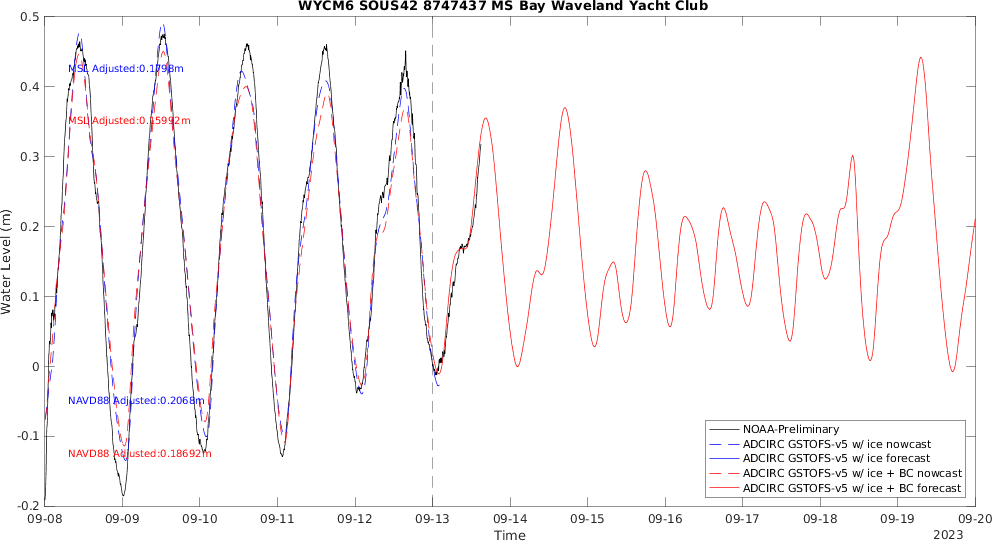 WYCM6 SOUS42 8747437 MS Bay Waveland Yacht Club
0.5
0.4
0.3
0.2
0.1
0
-0.1
-0.2
Water Level (m)
MSL Adjusted:0.1798m
MSL Adjusted:0.15992m
NAVD88 Adjusted:0.2068m
NAVD88 Adjusted:0.18692m
NOAA-Preliminary
ADCIRC GSTOFS-v5 w/ ice nowcast
ADCIRC GSTOFS-v5 w/ ice forecast
ADCIRC GSTOFS-v5 w/ ice + BC nowcast
ADCIRC GSTOFS-v5 w/ ice + BC forecast
09-08 09-09 09-10 09-11 09-12 09-13 09-14 09-15 09-16 09-17 09-18 09-19 09-20
Time
2023